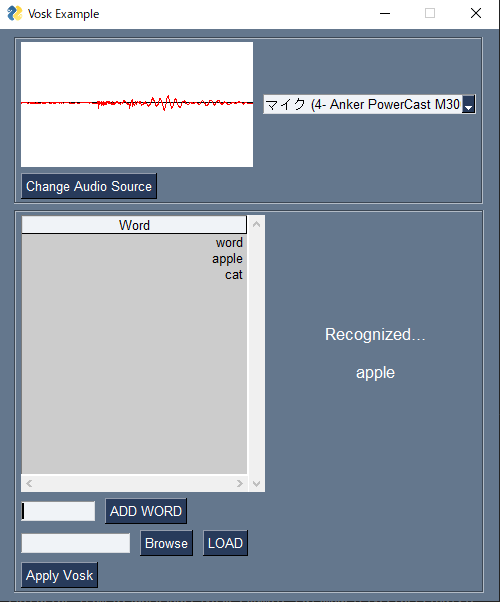 Vosk Example
マイク (4- Anker PowerCast M30
Change Audio Source
Word
word
apple
cat
Recognized...
apple
ADD WORD
Browse
LOAD
Apply Vosk